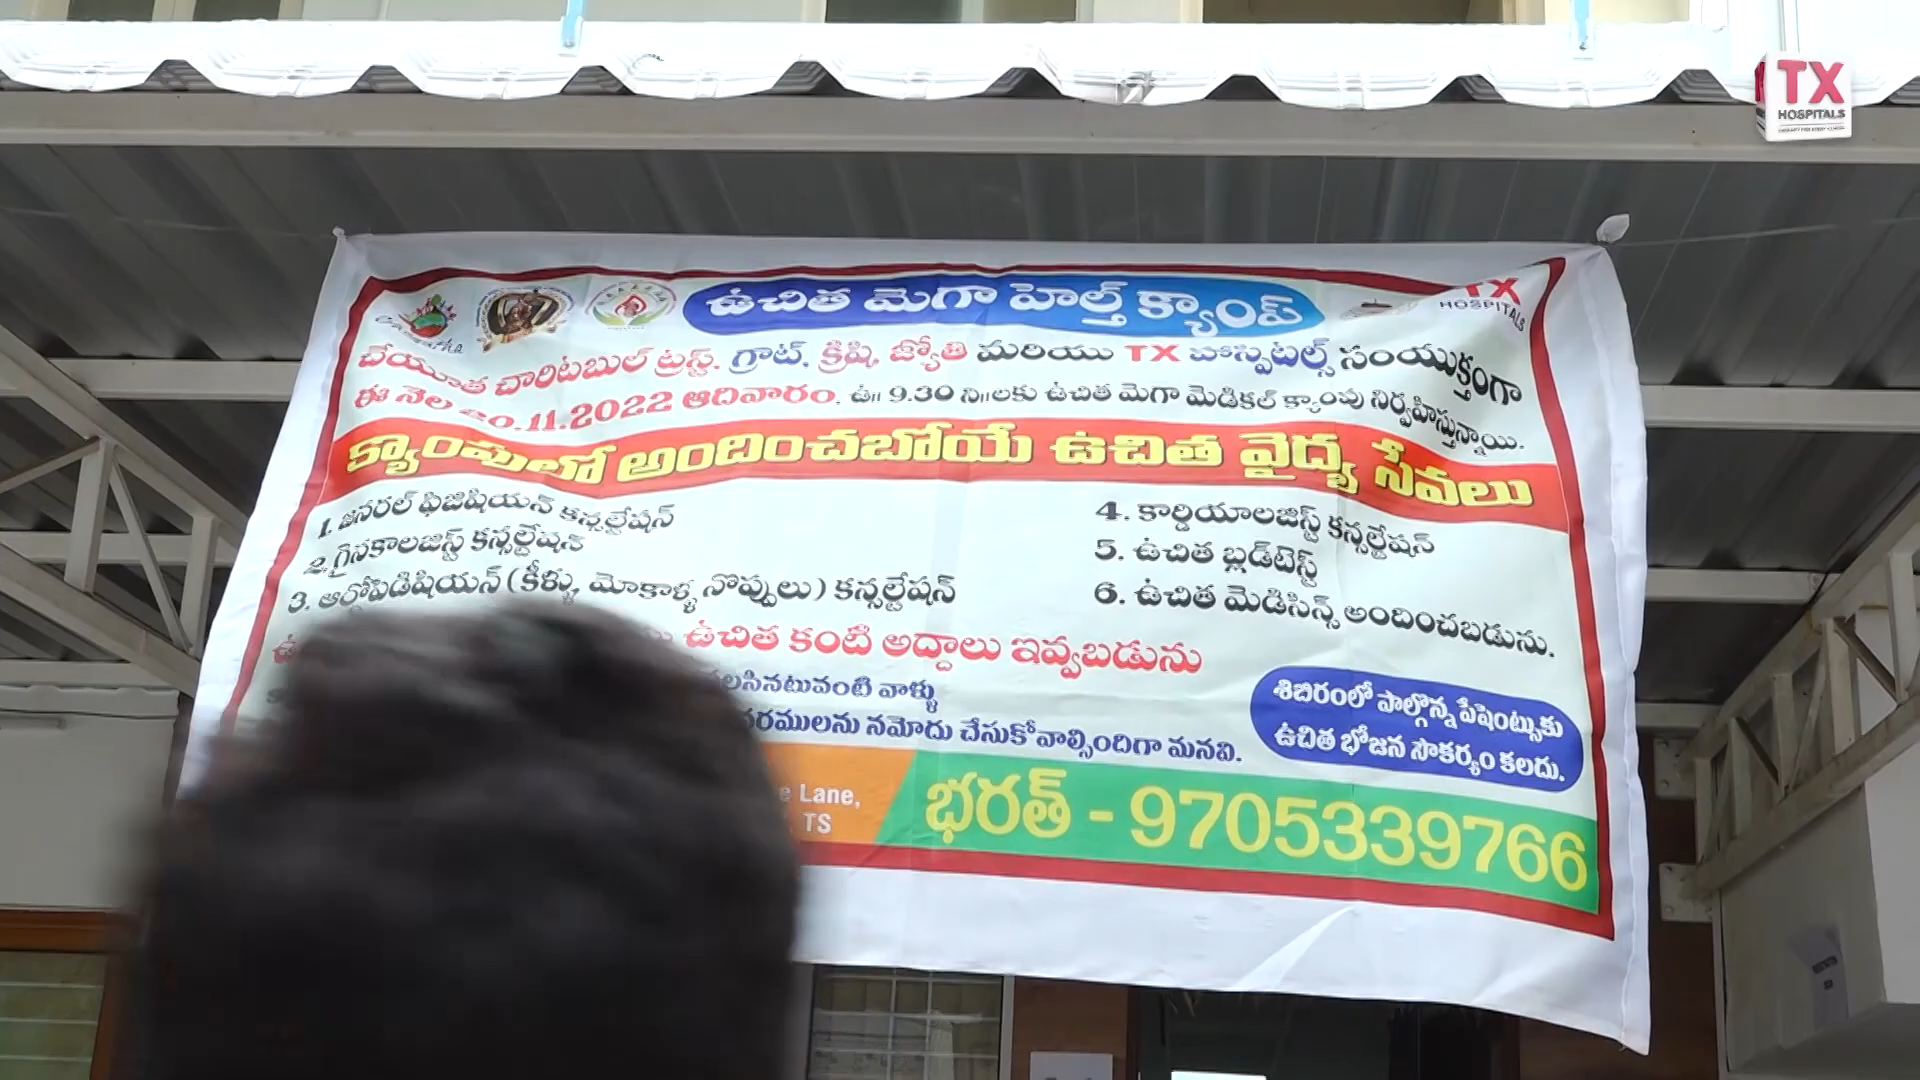 TX
HOSPITALS
ఉచిత మెగా హెల్త్ క్యాంప్
TX
HOSPITALS
చేయూత చారిటబుల్ ట్రస్ట్, గ్రాట్, క్రిషి, జ్యోతి మరియు TX హాస్పిటల్స్ సంయుక్తంగా
ఈ నెల 20.11.2022 ఆదివారం, ఉ॥ 9.30 ని॥లకు ఉచిత మెగా మెడికల్ క్యాంపు నిర్వహిస్తున్నాయి.
క్యాంపులో అందించబోయే ఉచిత వైద్య సేవలు
1. జనరల్ ఫిజిషియన్ కన్సల్టేషన్
2. గైనకాలజిస్ట్ కన్సల్టేషన్
3. ఆర్థోపెడిషియన్ (కీళ్ళు, మోకాళ్ళ నొప్పులు) కన్సల్టేషన్
4. కార్డియాలజిస్ట్ కన్సల్టేషన్
5. ఉచిత బ్లడ్‌టెస్ట్
6. ఉచిత మెడిసిన్స్ అందించబడును.
ఉచిత కంటి అద్దాలు ఇవ్వబడును
వాళ్ళు
నమోదు చేసుకోవాల్సిందిగా మనవి.
శిబిరంలో పాల్గొన్న పేషెంట్సుకు
ఉచిత భోజన సౌకర్యం కలదు.
Lane,
TS
భరత్ - 9705339766